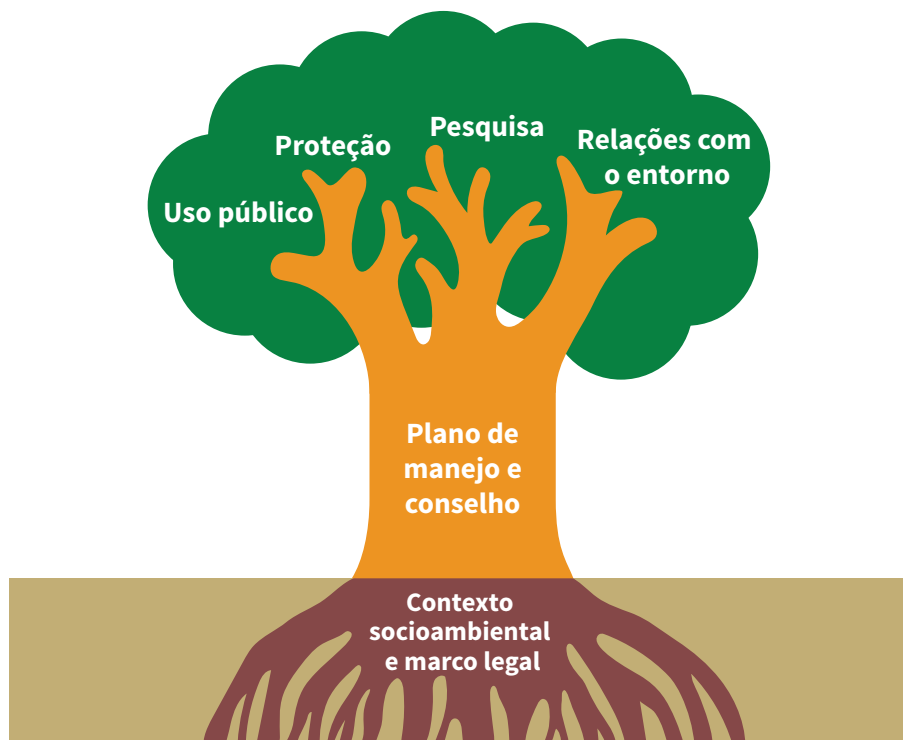 Pesquisa
Proteção
Relações com
o entorno
Uso público
Plano de
manejo e
conselho
Contexto
socioambiental
e marco legal